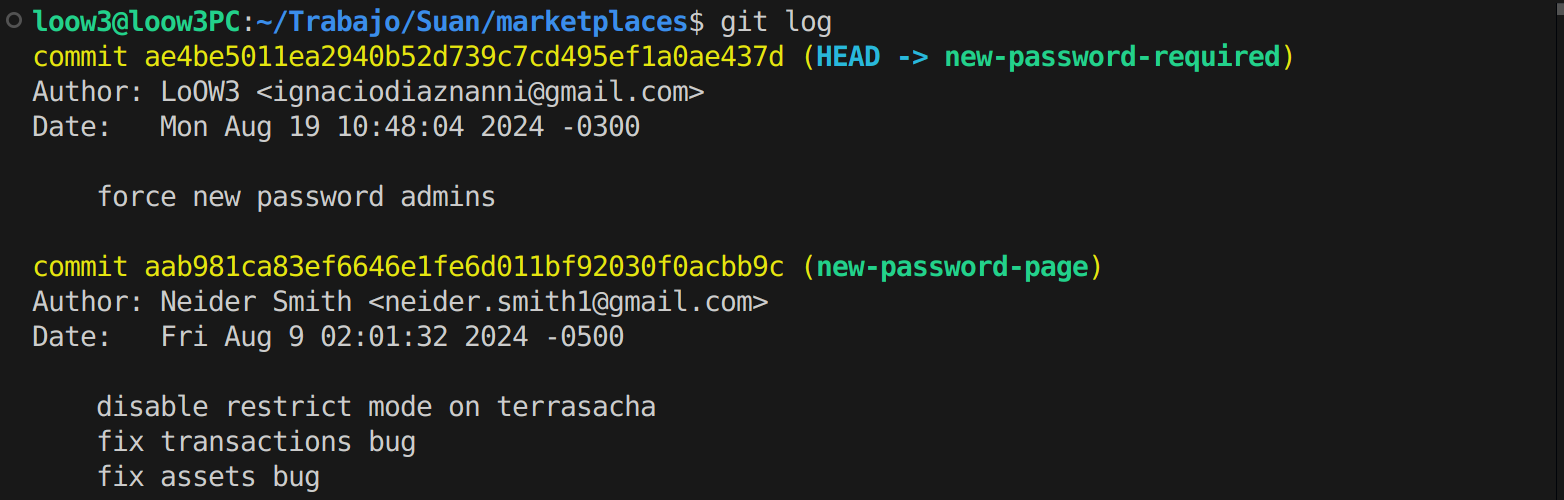 loow3@loow3PC:~/Trabajo/Suan/marketplaces$ git log
commit ae4be5011ea2940b52d739c7cd495ef1a0ae437d (HEAD -> new-password-required)
Author: LoOW3 <ignaciodiaznanni@gmail.com>
Date:   Mon Aug 19 10:48:04 2024 -0300
    force new password admins
commit aab981ca83ef6646e1fe6d011bf92030f0acbb9c (new-password-page)
Author: Neider Smith <neider.smith1@gmail.com>
Date:   Fri Aug 9 02:01:32 2024 -0500
    disable restrict mode on terrasacha
    fix transactions bug
    fix assets bug